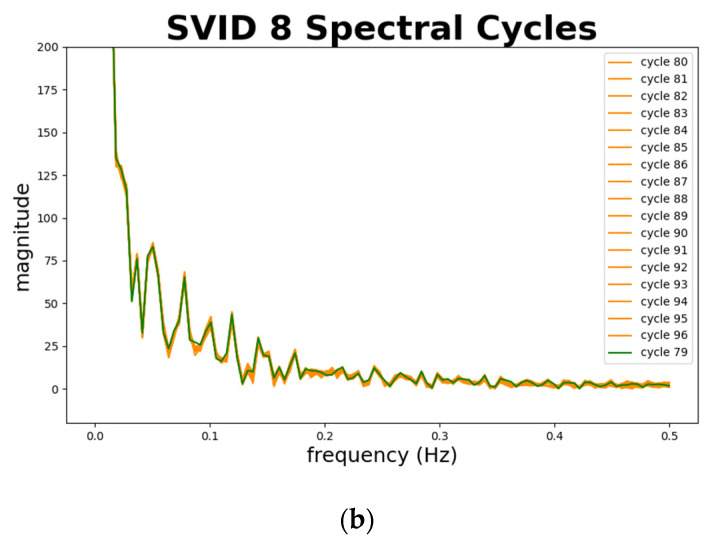 SVID 8 Spectral Cycles
200
175
150
125
100
75
50
25
0
magnitude
0.0 0.1 0.2 0.3 0.4 0.5
frequency (Hz)
cycle 80
cycle 81
cycle 82
cycle 83
cycle 84
cycle 85
cycle 86
cycle 87
cycle 88
cycle 89
cycle 90
cycle 91
cycle 92
cycle 93
cycle 94
cycle 95
cycle 96
cycle 79
(b)